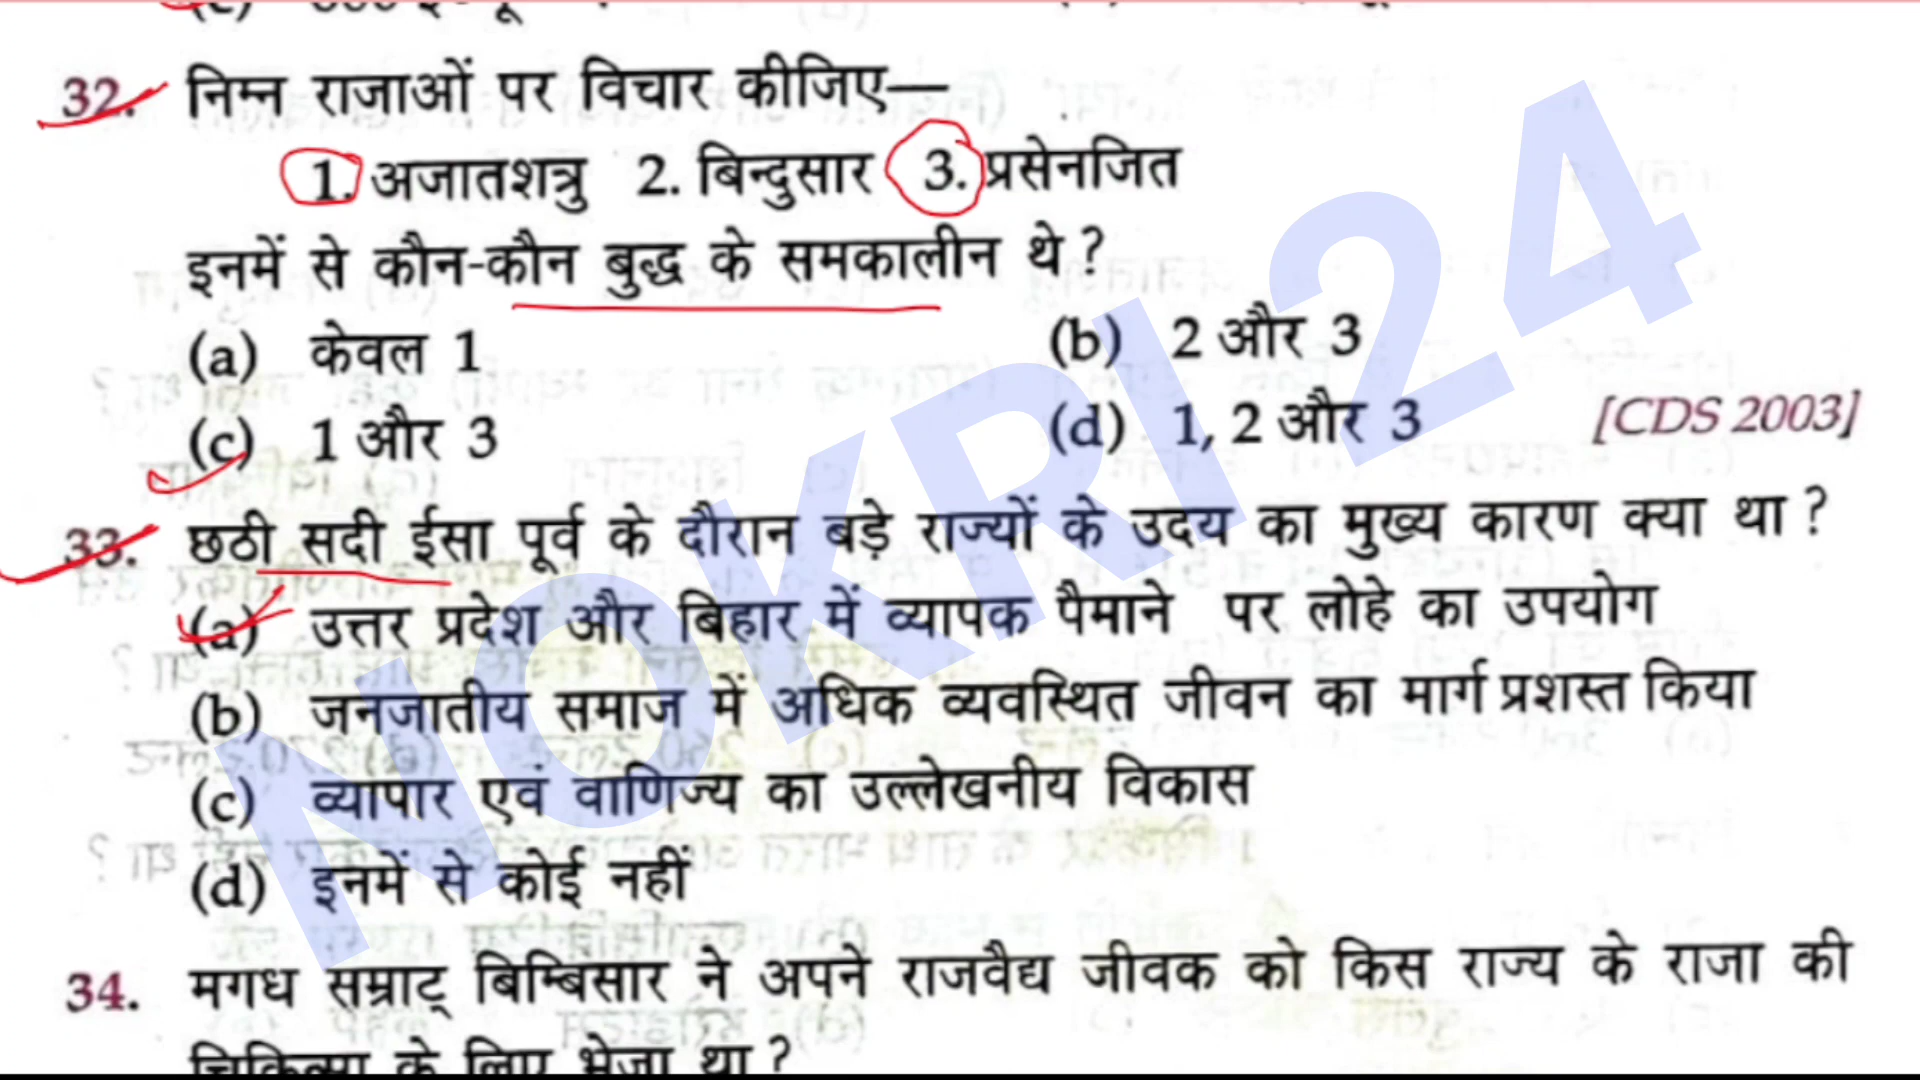 32. निम्न राजाओं पर विचार कीजिए—
1. अजातशत्रु 2. बिन्दुसार 3. प्रसेनजित
इनमें से कौन-कौन बुद्ध के समकालीन थे ?
(a) केवल 1 (b) 2 और 3
(c) 1 और 3 (d) 1, 2 और 3 [CDS 2003]
33. छठी सदी ईसा पूर्व के दौरान बड़े राज्यों के उदय का मुख्य कारण क्या था ?
(a) उत्तर प्रदेश और बिहार में व्यापक पैमाने पर लोहे का उपयोग
(b) जनजातीय समाज में अधिक व्यवस्थित जीवन का मार्ग प्रशस्त किया
(c) व्यापार एवं वाणिज्य का उल्लेखनीय विकास
(d) इनमें से कोई नहीं
34. मगध सम्राट् बिम्बिसार ने अपने राजवैद्य जीवक को किस राज्य के राजा की
चिकित्सा के लिए भेजा था ?
NOKRI 24